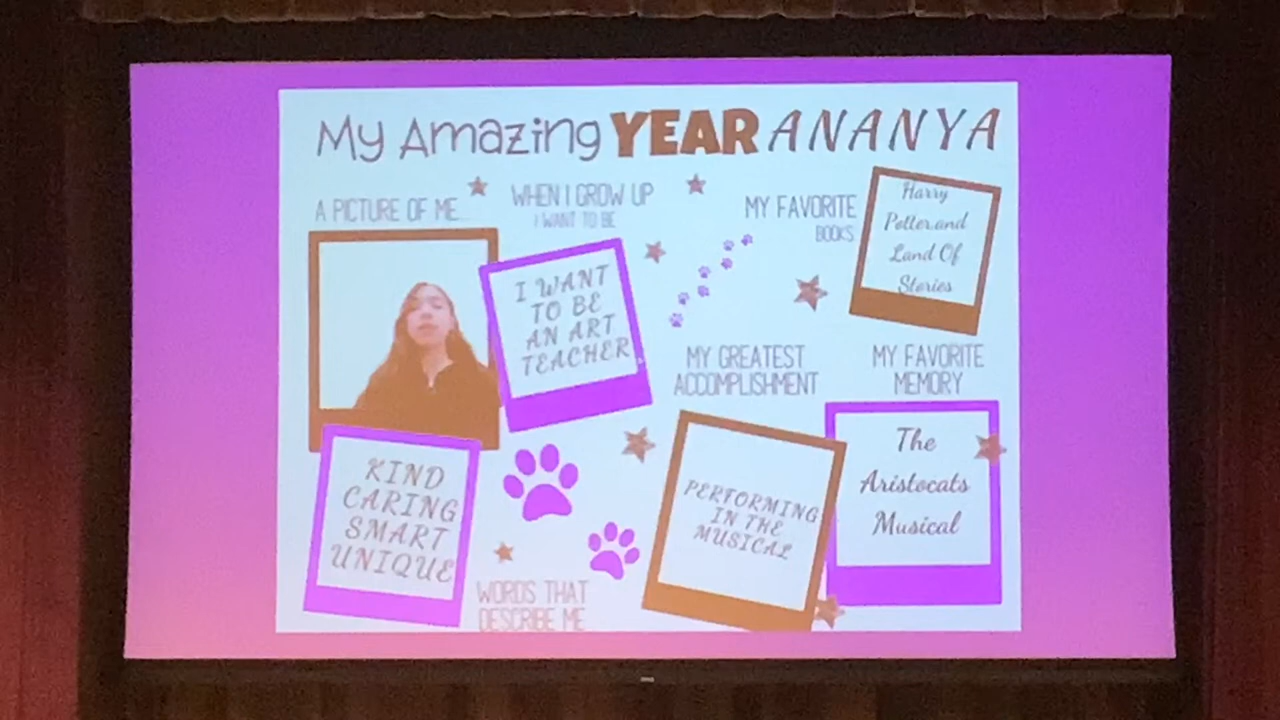 My Amazing YEAR ANANYA
A PICTURE OF ME...
WHEN I GROW UP
I WANT TO BE
I WANT
TO BE
AN ART
TEACHER
MY FAVORITE
BOOKS
Harry
Potter and
Land Of
Stories
KIND
CARING
SMART
UNIQUE
WORDS THAT
DESCRIBE ME
MY GREATEST
ACCOMPLISHMENT
PERFORMING
IN THE
MUSICAL
MY FAVORITE
MEMORY
The
Aristocats
Musical